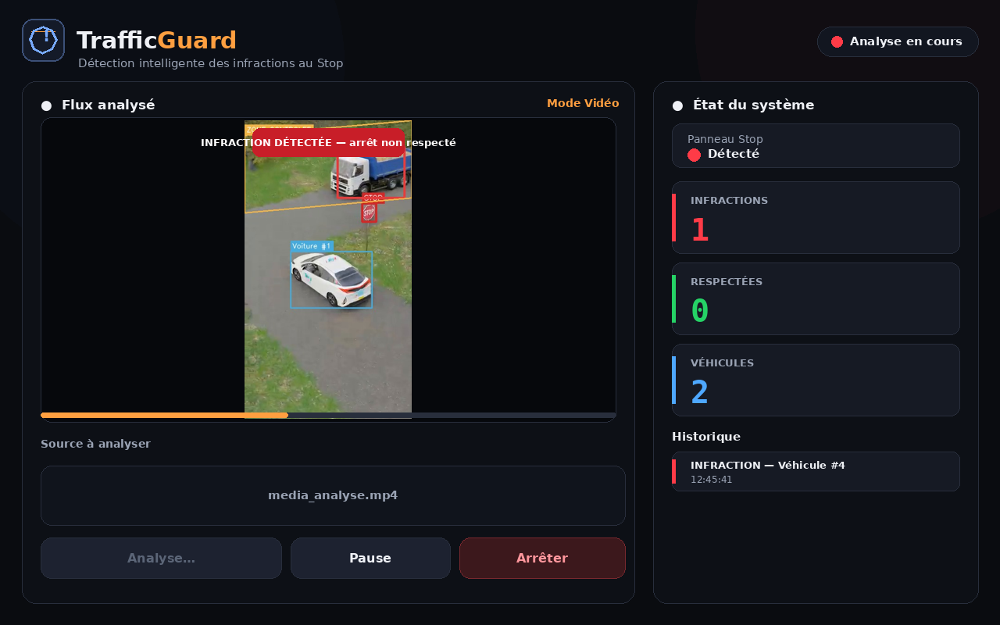 TrafficGuard
Détection intelligente des infractions au Stop
Analyse en cours
Flux analysé
Mode Vidéo
INFRACTION DÉTECTÉE — arrêt non respecté
STOP
STOP
Voiture #1
Source à analyser
media_analyse.mp4
Analyse...
Pause
Arrêter
État du système
Panneau Stop
Détecté
INFRACTIONS
1
RESPECTÉES
0
VÉHICULES
2
Historique
INFRACTION — Véhicule #4
12:45:41